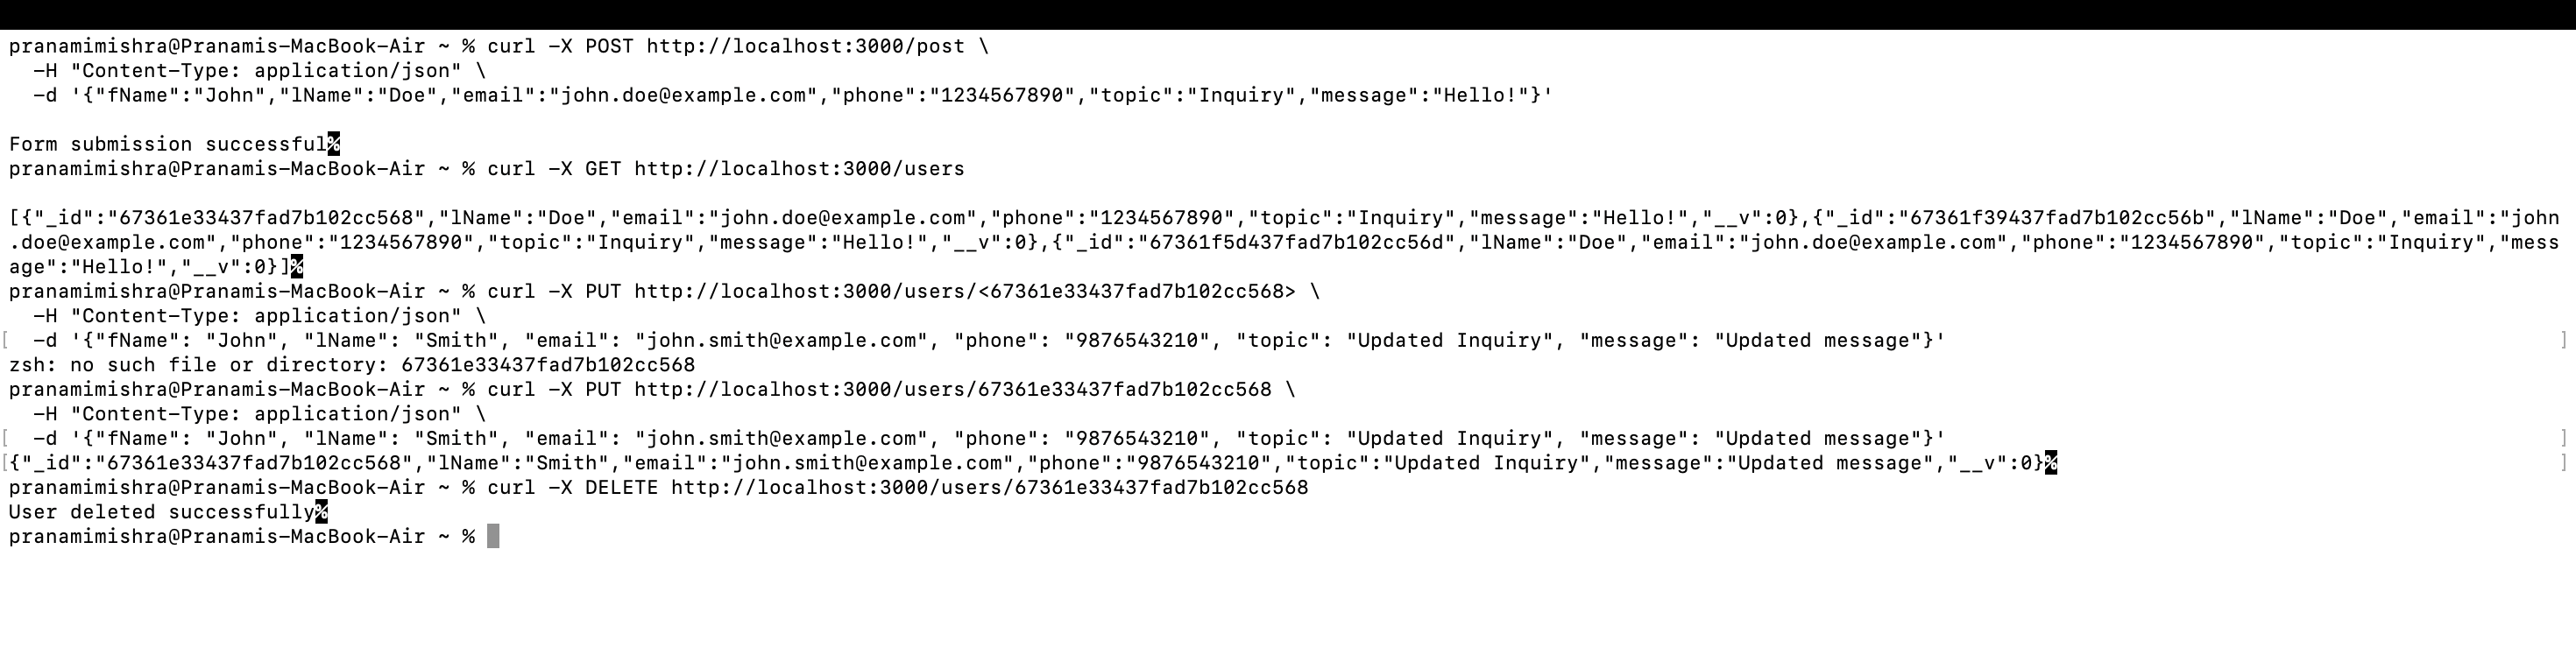 pranamimishra@Pranamis-MacBook-Air ~ % curl -X POST http://localhost:3000/post \
  -H "Content-Type: application/json" \
  -d '{"fName":"John","lName":"Doe","email":"john.doe@example.com","phone":"1234567890","topic":"Inquiry","message":"Hello!"}'

Form submission successful%
pranamimishra@Pranamis-MacBook-Air ~ % curl -X GET http://localhost:3000/users

[{"_id":"67361e33437fad7b102cc568","lName":"Doe","email":"john.doe@example.com","phone":"1234567890","topic":"Inquiry","message":"Hello!","__v":0},{"_id":"67361f39437fad7b102cc56b","lName":"Doe","email":"john
.doe@example.com","phone":"1234567890","topic":"Inquiry","message":"Hello!","__v":0},{"_id":"67361f5d437fad7b102cc56d","lName":"Doe","email":"john.doe@example.com","phone":"1234567890","topic":"Inquiry","mess
age":"Hello!","__v":0}]%
pranamimishra@Pranamis-MacBook-Air ~ % curl -X PUT http://localhost:3000/users/<67361e33437fad7b102cc568> \
  -H "Content-Type: application/json" \
[  -d '{"fName": "John", "lName": "Smith", "email": "john.smith@example.com", "phone": "9876543210", "topic": "Updated Inquiry", "message": "Updated message"}' ]
zsh: no such file or directory: 67361e33437fad7b102cc568
pranamimishra@Pranamis-MacBook-Air ~ % curl -X PUT http://localhost:3000/users/67361e33437fad7b102cc568 \
  -H "Content-Type: application/json" \
[  -d '{"fName": "John", "lName": "Smith", "email": "john.smith@example.com", "phone": "9876543210", "topic": "Updated Inquiry", "message": "Updated message"}' ]
[{"_id":"67361e33437fad7b102cc568","lName":"Smith","email":"john.smith@example.com","phone":"9876543210","topic":"Updated Inquiry","message":"Updated message","__v":0}% ]
pranamimishra@Pranamis-MacBook-Air ~ % curl -X DELETE http://localhost:3000/users/67361e33437fad7b102cc568
User deleted successfully%
pranamimishra@Pranamis-MacBook-Air ~ %